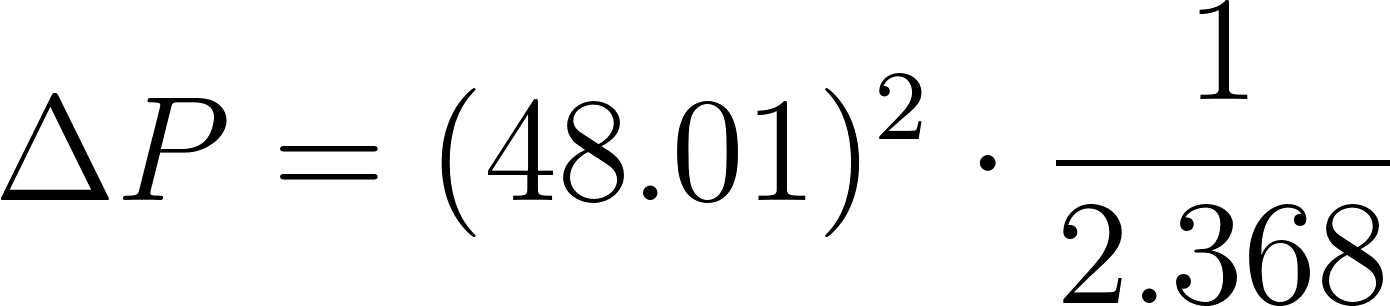 ΔP = (48.01)² · 1/2.368